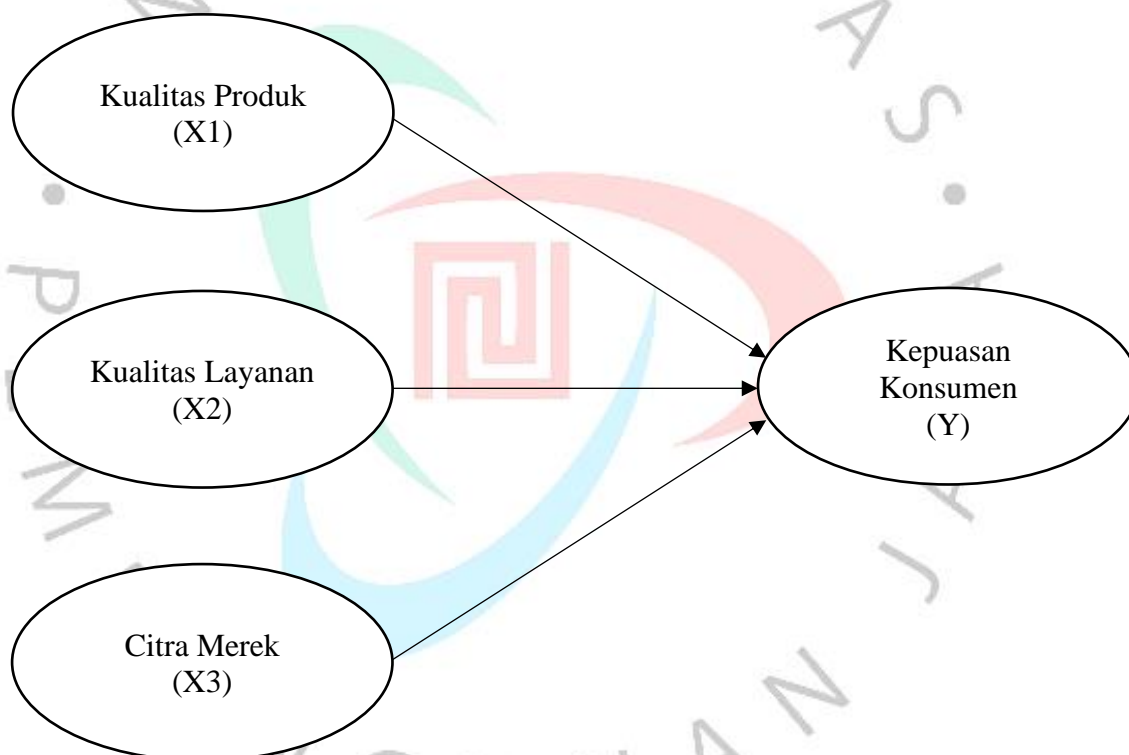 Kualitas Produk
(X1)
Kualitas Layanan
(X2)
Citra Merek
(X3)
Kepuasan
Konsumen
(Y)